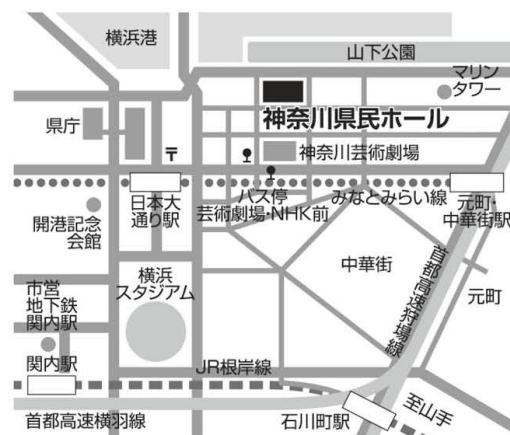 横浜港
山下公園
マリン
タワー
神奈川県民ホール
県庁
〒
神奈川芸術劇場
日本大
通り駅
バス停
芸術劇場・NHK前
みなとみらい線
元町・
中華街駅
開港記念
会館
首都高速狩場線
中華街
横浜
スタジアム
市営
地下鉄
関内駅
元町
関内駅
JR根岸線
至山手
首都高速横羽線
石川町駅